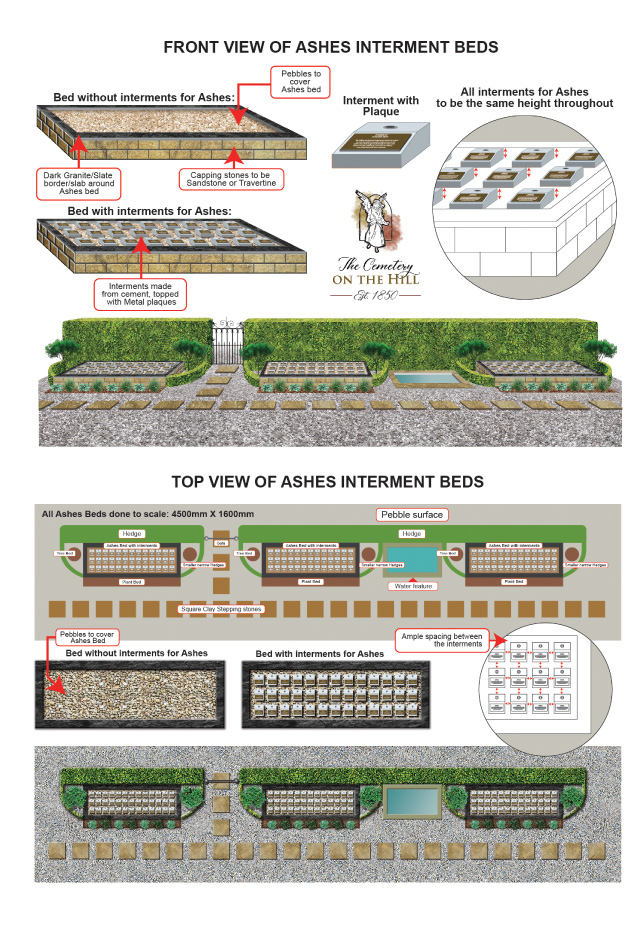 FRONT VIEW OF ASHES INTERMENT BEDS
Pebbles to
cover
Ashes bed
Bed without interments for Ashes:
Interment with
Plaque
All interments for Ashes
to be the same height throughout
Dark Granite/Slate
border/slab around
Ashes bed
Capping stones to be
Sandstone or Travertine
Bed with interments for Ashes:
Interments made
from cement, topped
with Metal plaques
The Cemetery
ON THE HILL
Est. 1850
TOP VIEW OF ASHES INTERMENT BEDS
All Ashes Beds done to scale: 4500mm X 1600mm
Pebble surface
Hedge
Hedge
Gate
Ashes Bed with interments
Ashes Bed with interments
Ashes Bed with interments
Tree Bed
Smaller narrow Hedges
Tree Bed
Smaller narrow Hedges
Tree Bed
Smaller narrow Hedges
Plant Bed
Plant Bed
Water feature
Plant Bed
Square Clay Stepping stones
Pebbles to cover
Ashes Bed
Bed without interments for Ashes
Bed with interments for Ashes
Ample spacing between
the interments